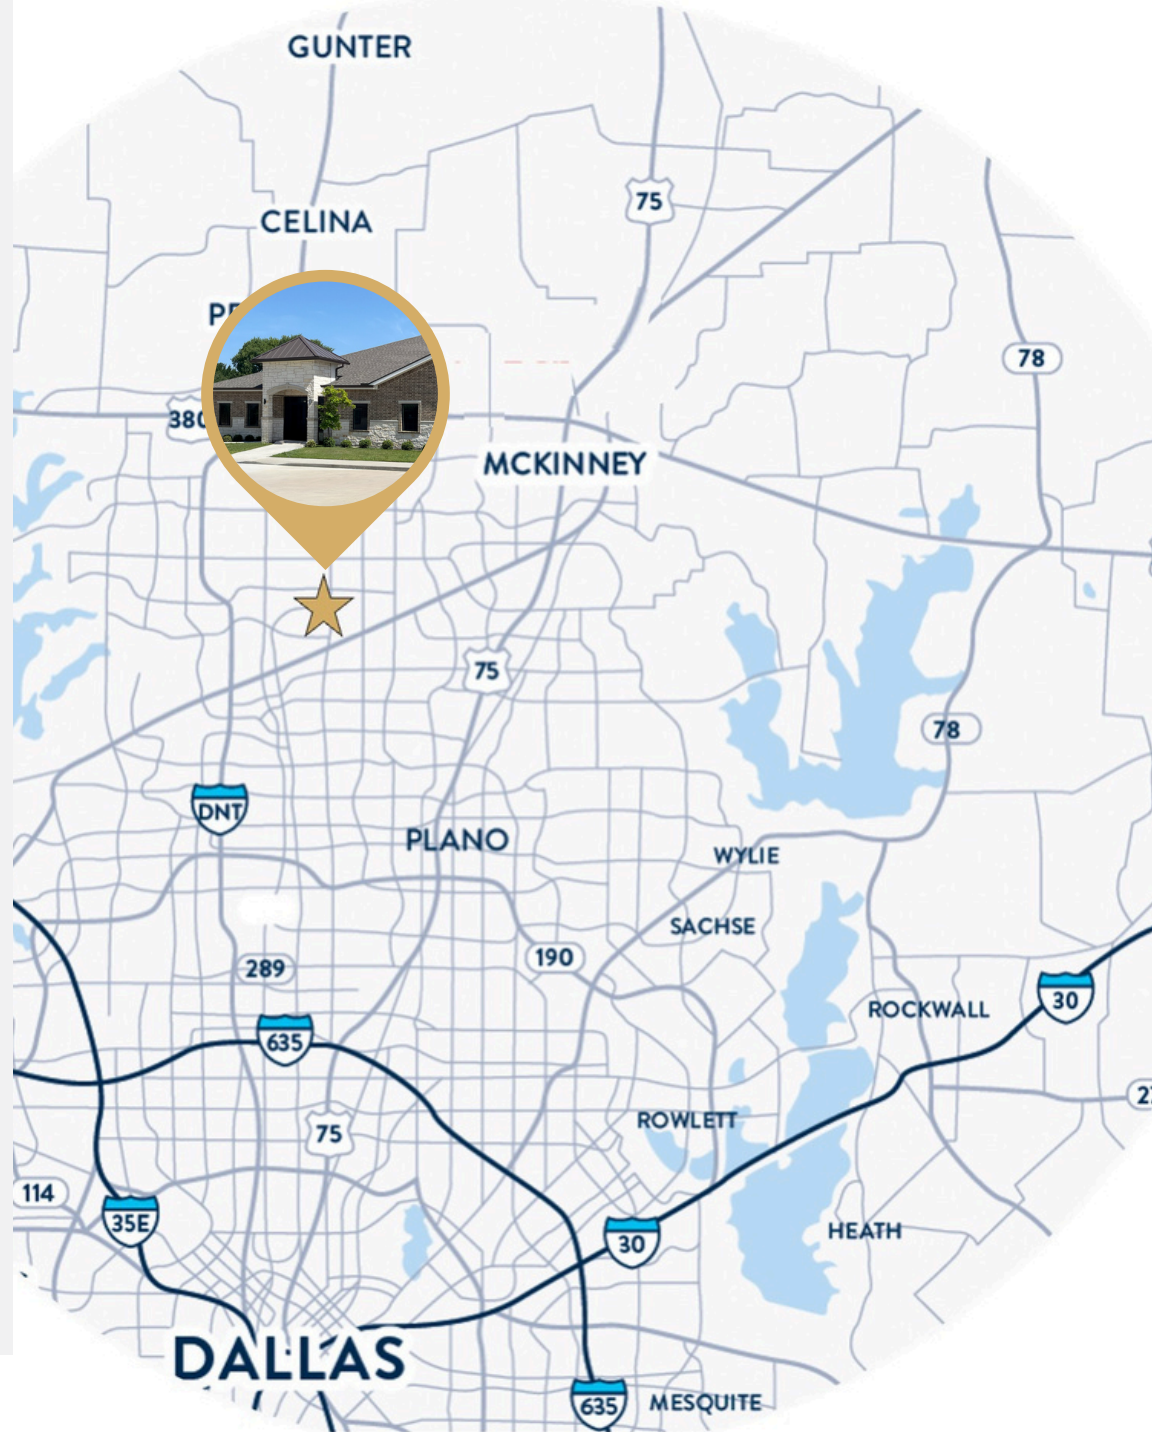 GUNTER
75
CELINA
78
380
MCKINNEY
75
78
DNT
PLANO
WYLIE
SACHSE
190
289
30
ROCKWALL
635
ROWLETT
75
114
35E
30
HEATH
DALLAS
635
MESQUITE